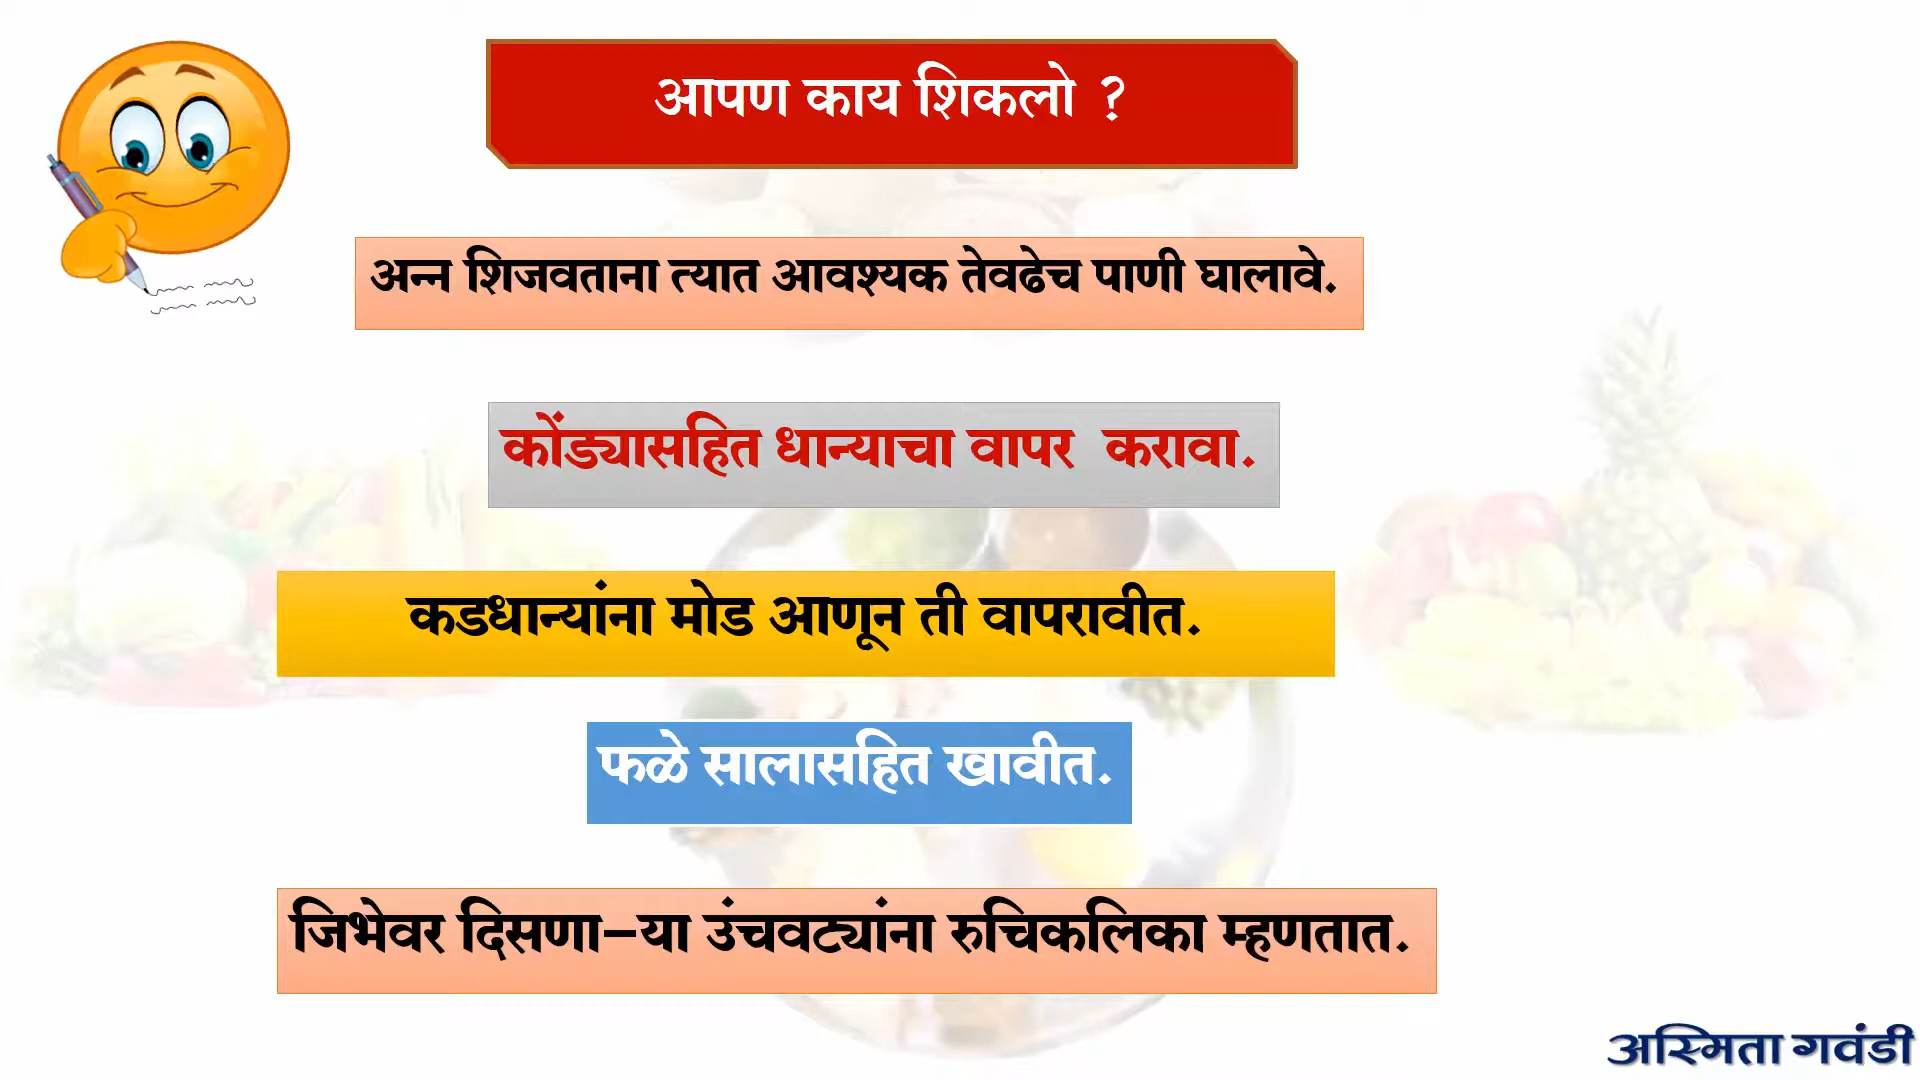 आपण काय शिकलो ?
अन्न शिजवताना त्यात आवश्यक तेवढेच पाणी घालावे.
कोंड्यासहित धान्याचा वापर करावा.
कडधान्यांना मोड आणून ती वापरावीत.
फळे सालासहित खावीत.
जिभेवर दिसणा–या उंचवट्यांना रुचिकलिका म्हणतात.
अस्मिता गवंडी